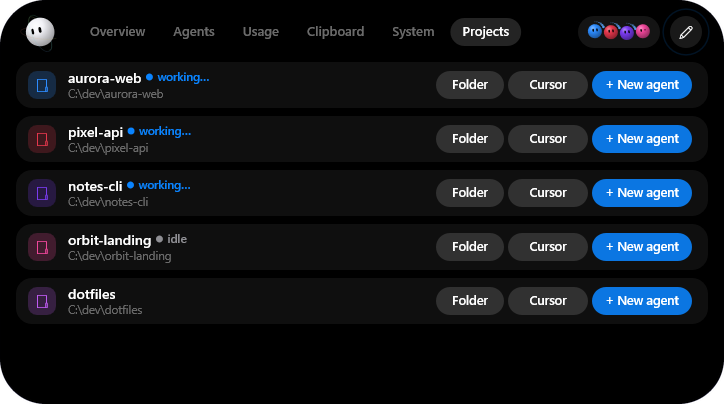 Overview Agents Usage Clipboard System Projects
aurora-web working...
C:\dev\aurora-web
Folder Cursor + New agent
pixel-api working...
C:\dev\pixel-api
Folder Cursor + New agent
notes-cli working...
C:\dev\notes-cli
Folder Cursor + New agent
orbit-landing idle
C:\dev\orbit-landing
Folder Cursor + New agent
dotfiles
C:\dev\dotfiles
Folder Cursor + New agent